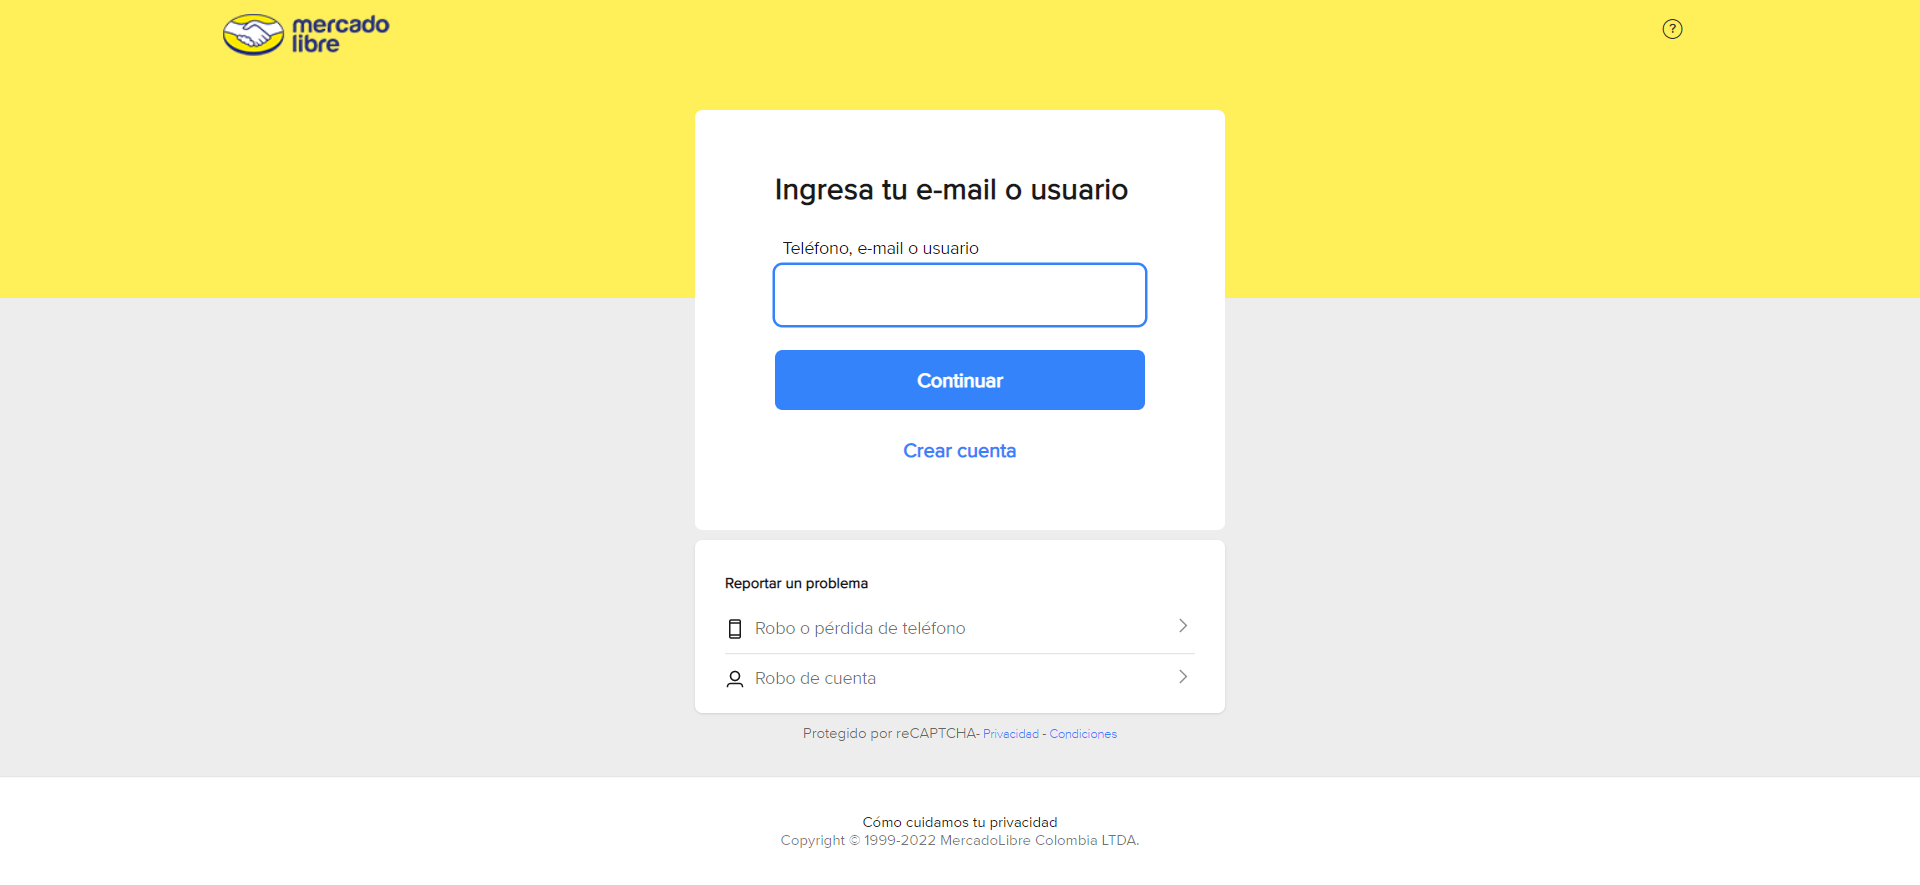 mercado
libre
?
Ingresa tu e-mail o usuario
Teléfono, e-mail o usuario
Continuar
Crear cuenta
Reportar un problema
Robo o pérdida de teléfono
Robo de cuenta
Protegido por reCAPTCHA- Privacidad - Condiciones
Cómo cuidamos tu privacidad
Copyright © 1999-2022 MercadoLibre Colombia LTDA.